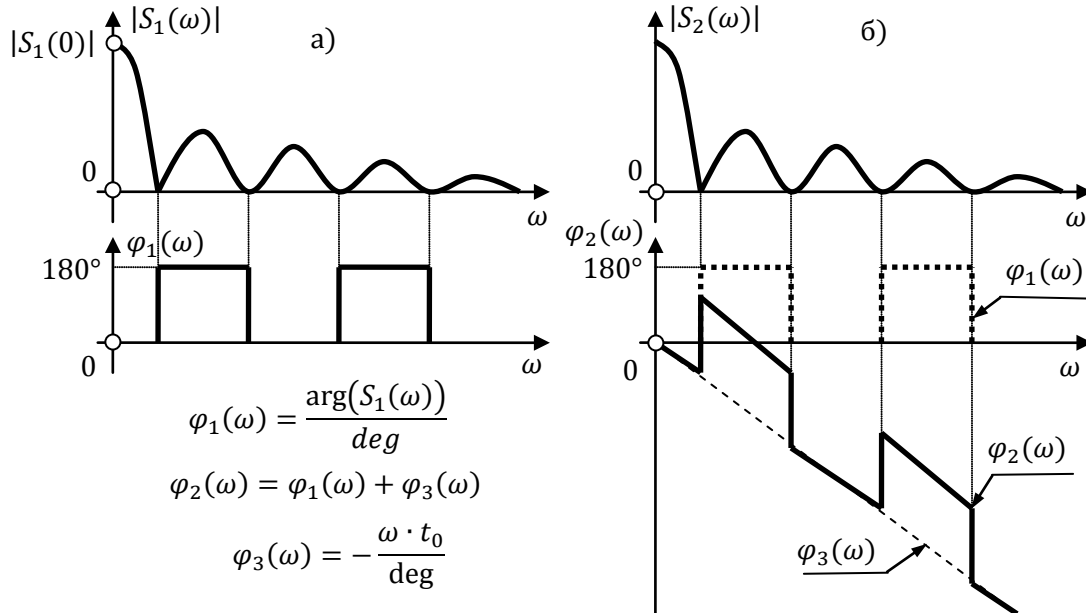 |S₁(ω)|
а)
|S₁(0)|
0
ω
φ₁(ω)
180°
0
ω
φ₁(ω) = arg(S₁(ω)) / deg
φ₂(ω) = φ₁(ω) + φ₃(ω)
φ₃(ω) = − ω · t₀ / deg
|S₂(ω)|
б)
0
ω
φ₂(ω)
180°
φ₁(ω)
0
ω
φ₂(ω)
φ₃(ω)